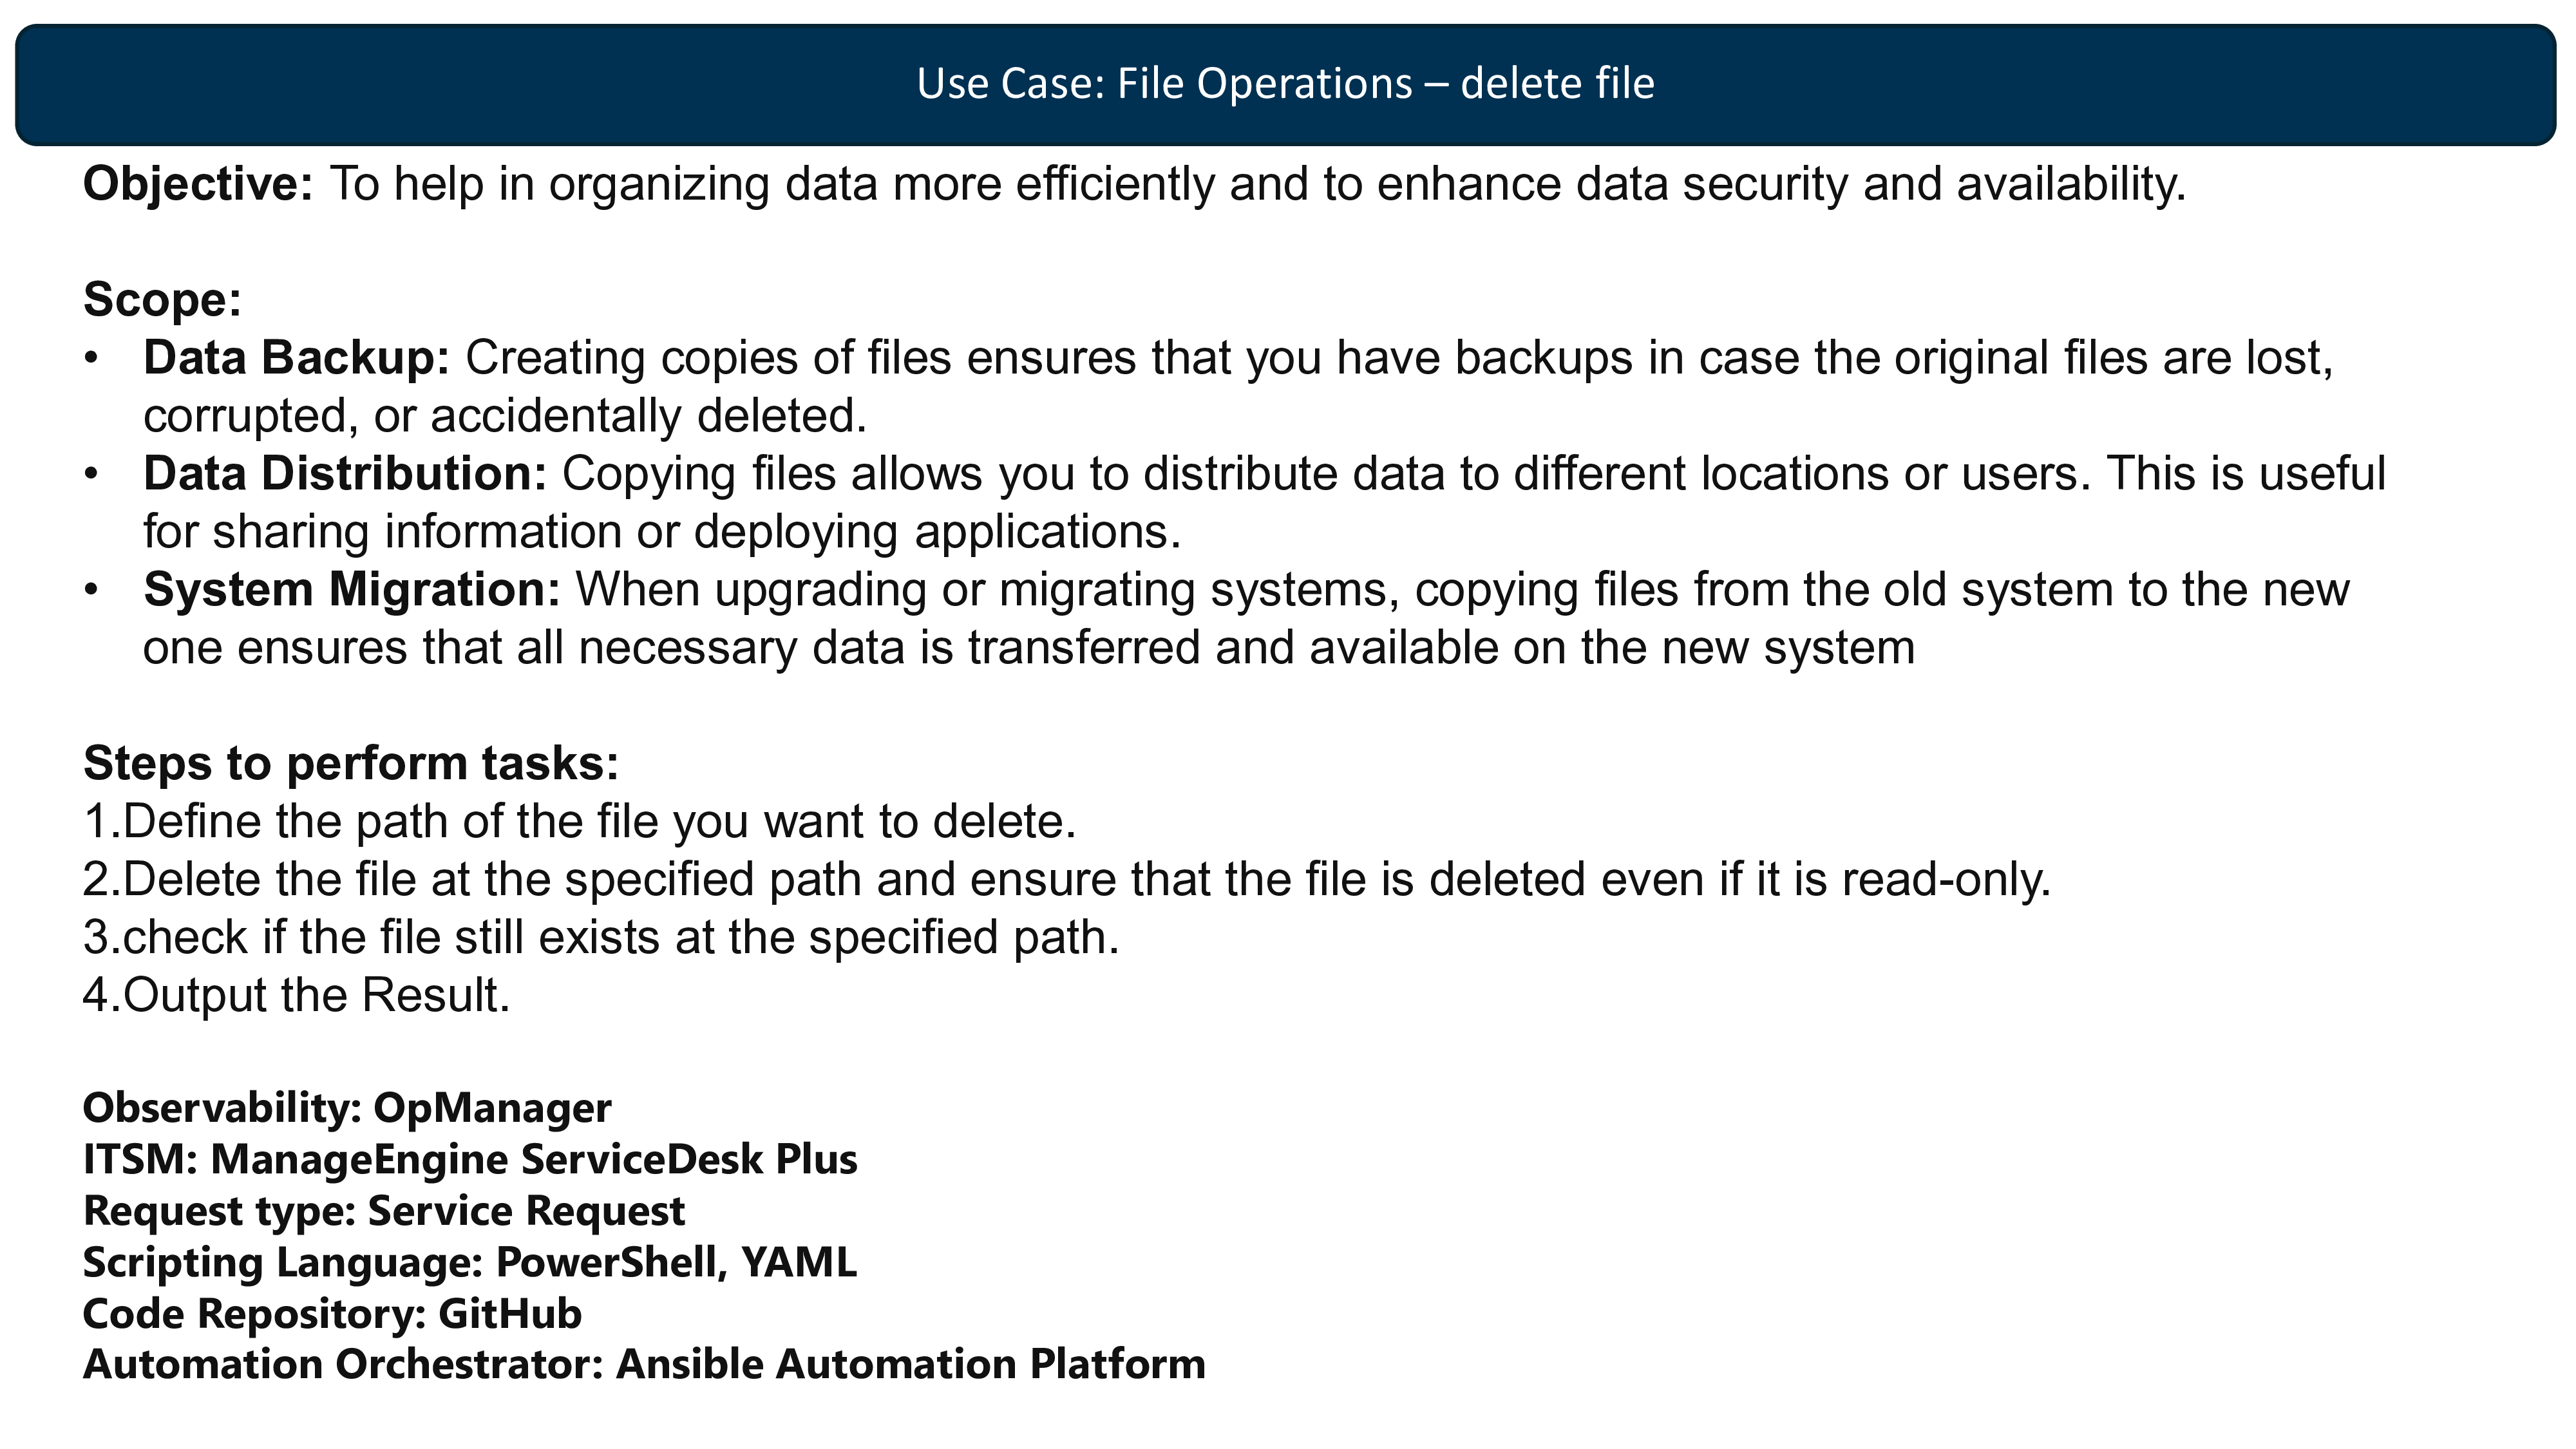 Use Case: File Operations – delete file
Objective: To help in organizing data more efficiently and to enhance data security and availability.
Scope:
• Data Backup: Creating copies of files ensures that you have backups in case the original files are lost,
corrupted, or accidentally deleted.
• Data Distribution: Copying files allows you to distribute data to different locations or users. This is useful
for sharing information or deploying applications.
• System Migration: When upgrading or migrating systems, copying files from the old system to the new
one ensures that all necessary data is transferred and available on the new system
Steps to perform tasks:
1.Define the path of the file you want to delete.
2.Delete the file at the specified path and ensure that the file is deleted even if it is read-only.
3.check if the file still exists at the specified path.
4.Output the Result.
Observability: OpManager
ITSM: ManageEngine ServiceDesk Plus
Request type: Service Request
Scripting Language: PowerShell, YAML
Code Repository: GitHub
Automation Orchestrator: Ansible Automation Platform